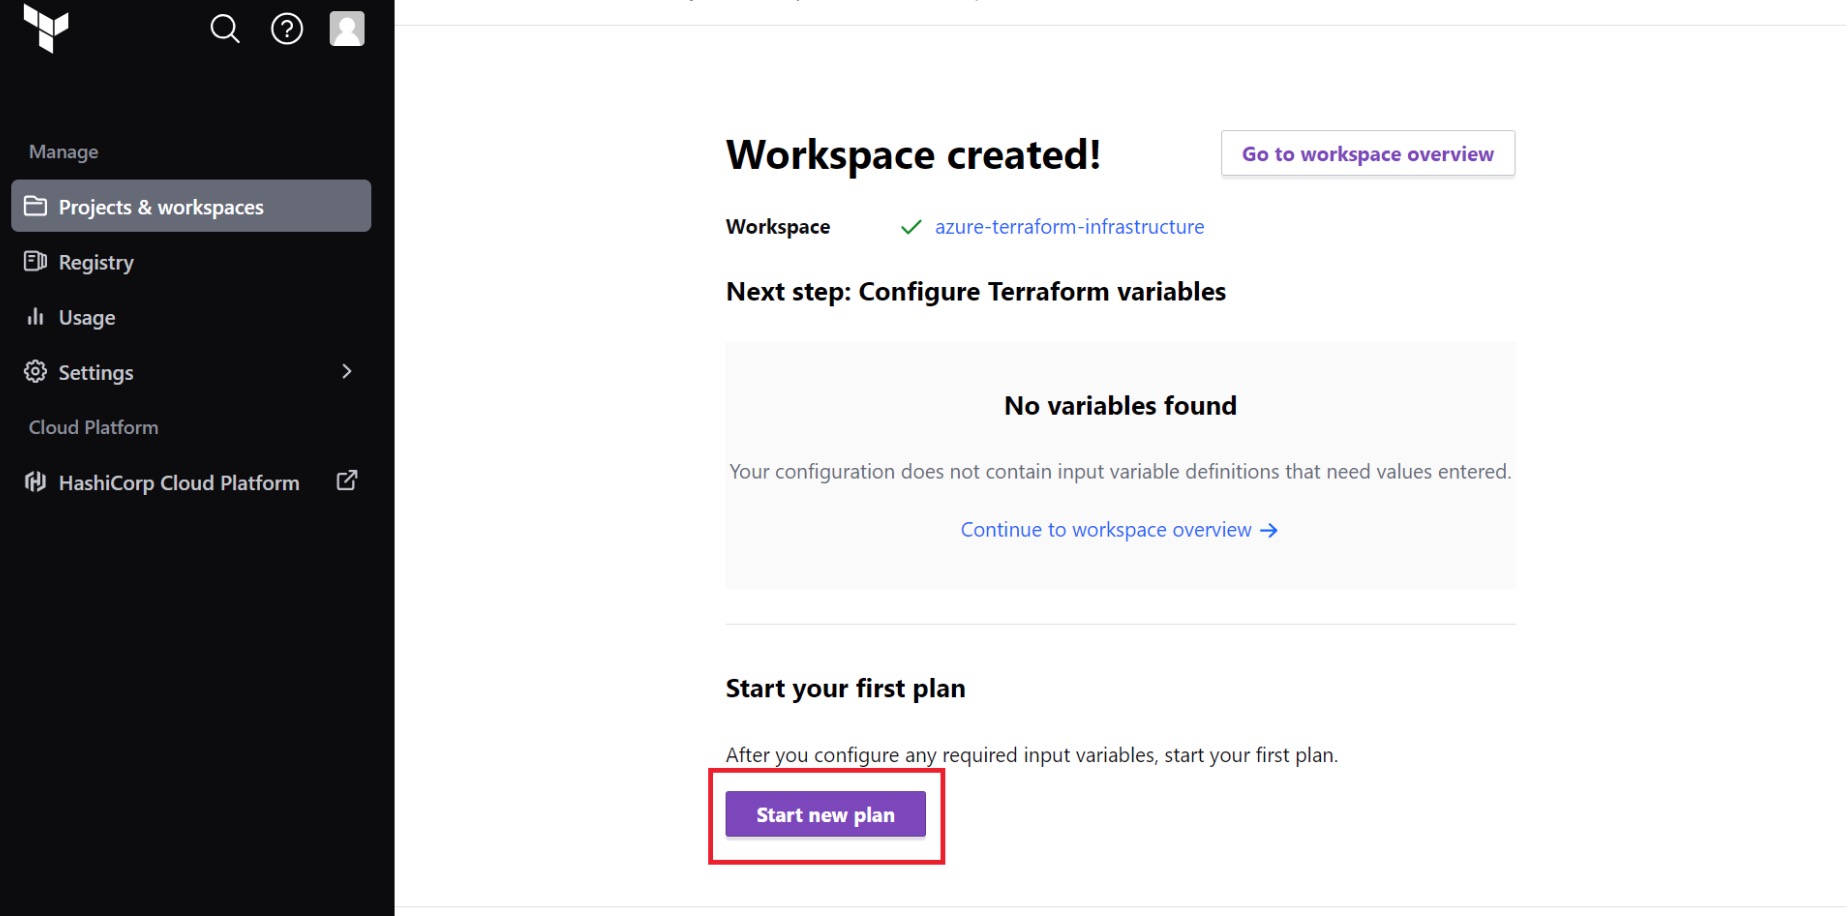 Manage
Projects & workspaces
Registry
Usage
Settings
Cloud Platform
HashiCorp Cloud Platform
Workspace created!
Go to workspace overview
Workspace azure-terraform-infrastructure
Next step: Configure Terraform variables
No variables found
Your configuration does not contain input variable definitions that need values entered.
Continue to workspace overview →
Start your first plan
After you configure any required input variables, start your first plan.
Start new plan